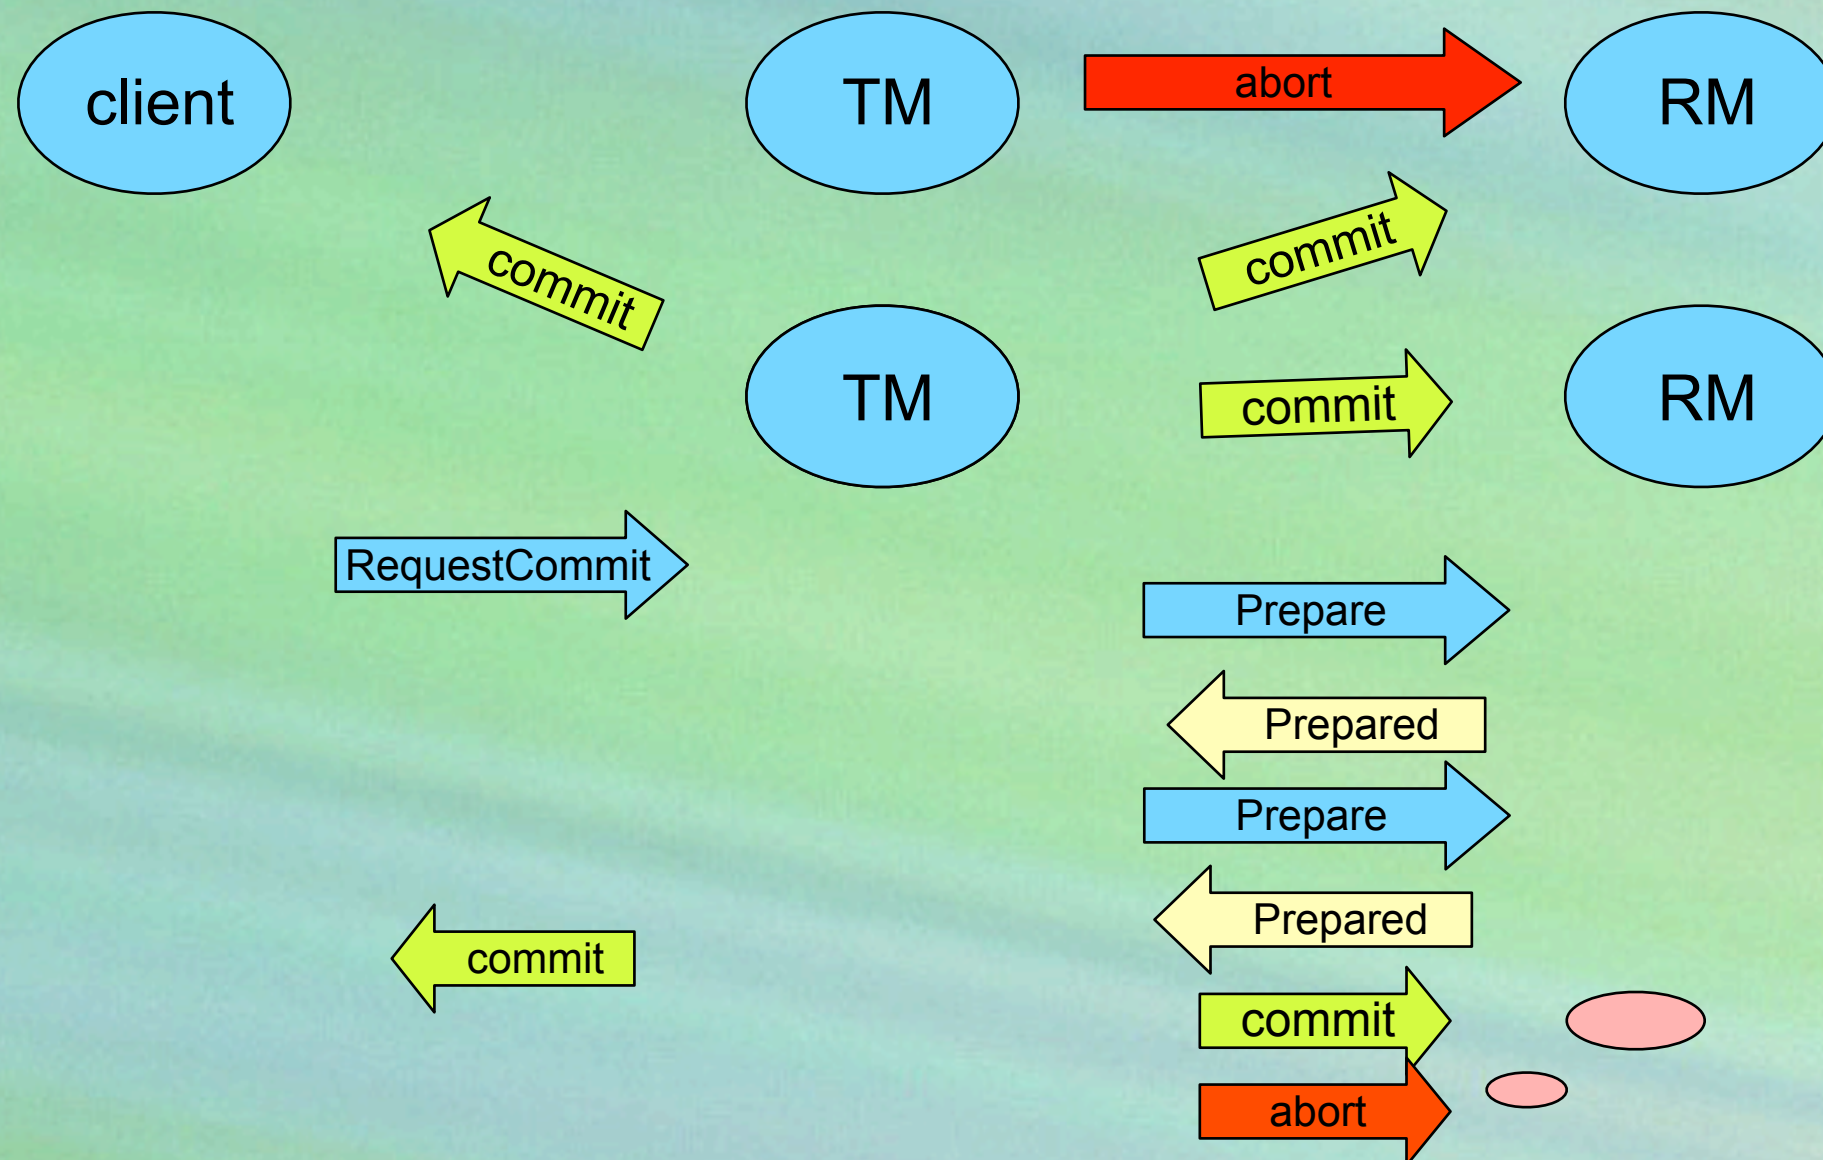 client
TM
abort
RM
commit
commit
TM
commit
RM
RequestCommit
Prepare
Prepared
Prepare
Prepared
commit
commit
abort